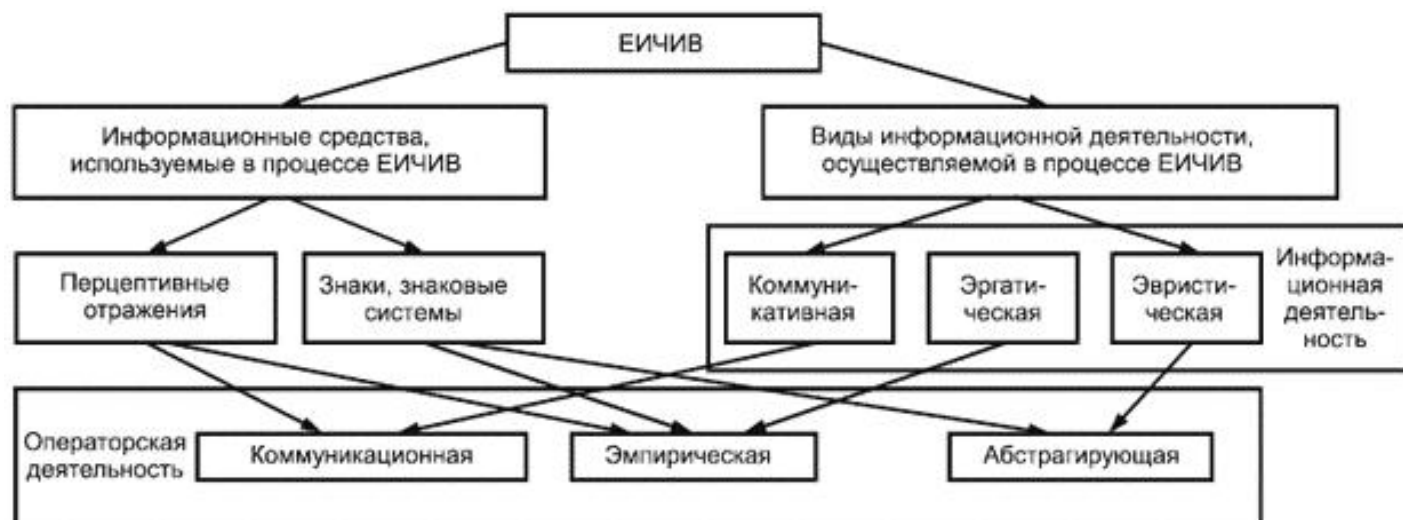 ЕИЧИВ
Информационные средства,
используемые в процессе ЕИЧИВ
Виды информационной деятельности,
осуществляемой в процессе ЕИЧИВ
Перцептивные
отражения
Знаки, знаковые
системы
Коммуни-
кативная
Эргати-
ческая
Эвристи-
ческая
Информа-
ционная
деятель-
ность
Операторская
деятельность
Коммуникационная
Эмпирическая
Абстрагирующая